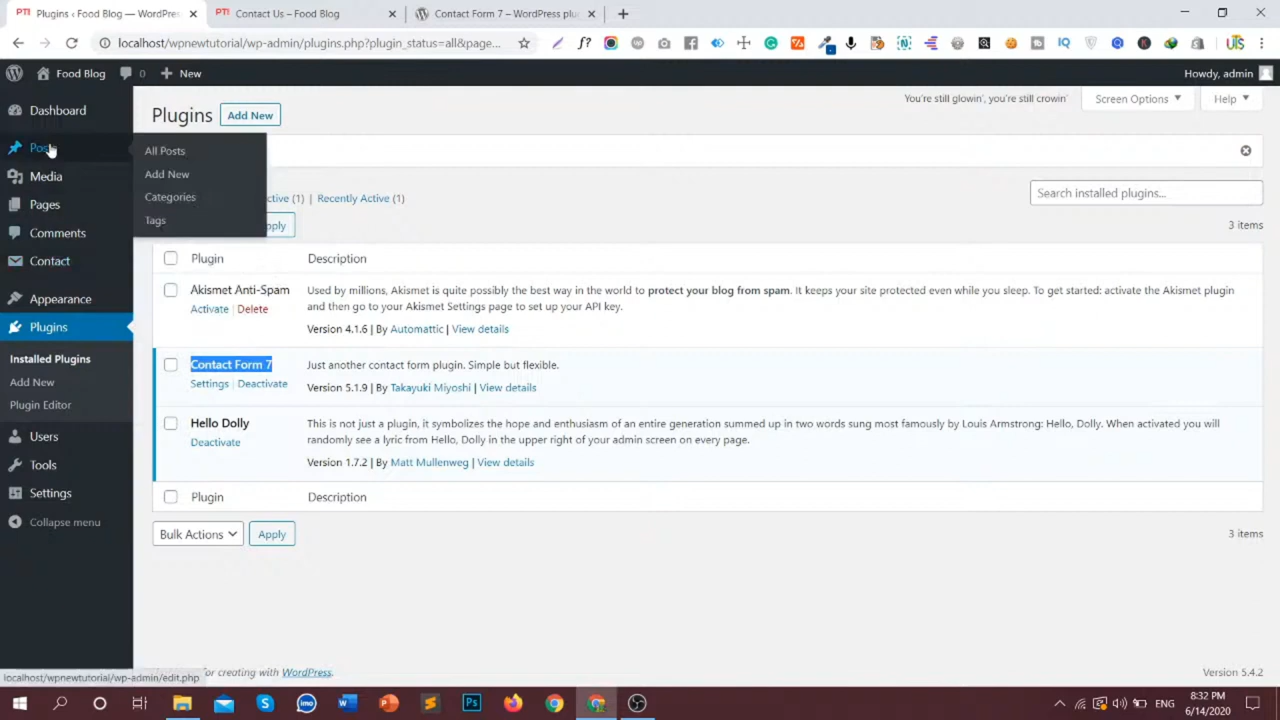 PT! Plugins ‹ Food Blog — WordPres
PT! Contact Us – Food Blog
Contact Form 7 – WordPress plu
localhost/wpnewtutorial/wp-admin/plugins.php?plugin_status=all&page...
Food Blog
0
New
Howdy, admin
Dashboard
Posts
Media
Pages
Comments
Contact
Appearance
Plugins
Installed Plugins
Add New
Plugin Editor
Users
Tools
Settings
Collapse menu
All Posts
Add New
Categories
Tags
Plugins
Add New
You're still glowin', you're still crowin'
Screen Options
Help
ctive (1) | Recently Active (1)
pply
Search installed plugins...
3 items
Plugin Description
Akismet Anti-Spam
Activate | Delete
Used by millions, Akismet is quite possibly the best way in the world to protect your blog from spam. It keeps your site protected even while you sleep. To get started: activate the Akismet plugin
and then go to your Akismet Settings page to set up your API key.
Version 4.1.6 | By Automattic | View details
Contact Form 7
Settings | Deactivate
Just another contact form plugin. Simple but flexible.
Version 5.1.9 | By Takayuki Miyoshi | View details
Hello Dolly
Deactivate
This is not just a plugin, it symbolizes the hope and enthusiasm of an entire generation summed up in two words sung most famously by Louis Armstrong: Hello, Dolly. When activated you will
randomly see a lyric from Hello, Dolly in the upper right of your admin screen on every page.
Version 1.7.2 | By Matt Mullenweg | View details
Plugin Description
Bulk Actions
Apply
3 items
for creating with WordPress.
Version 5.4.2
localhost/wpnewtutorial/wp-admin/edit.php
ENG
8:32 PM
6/14/2020